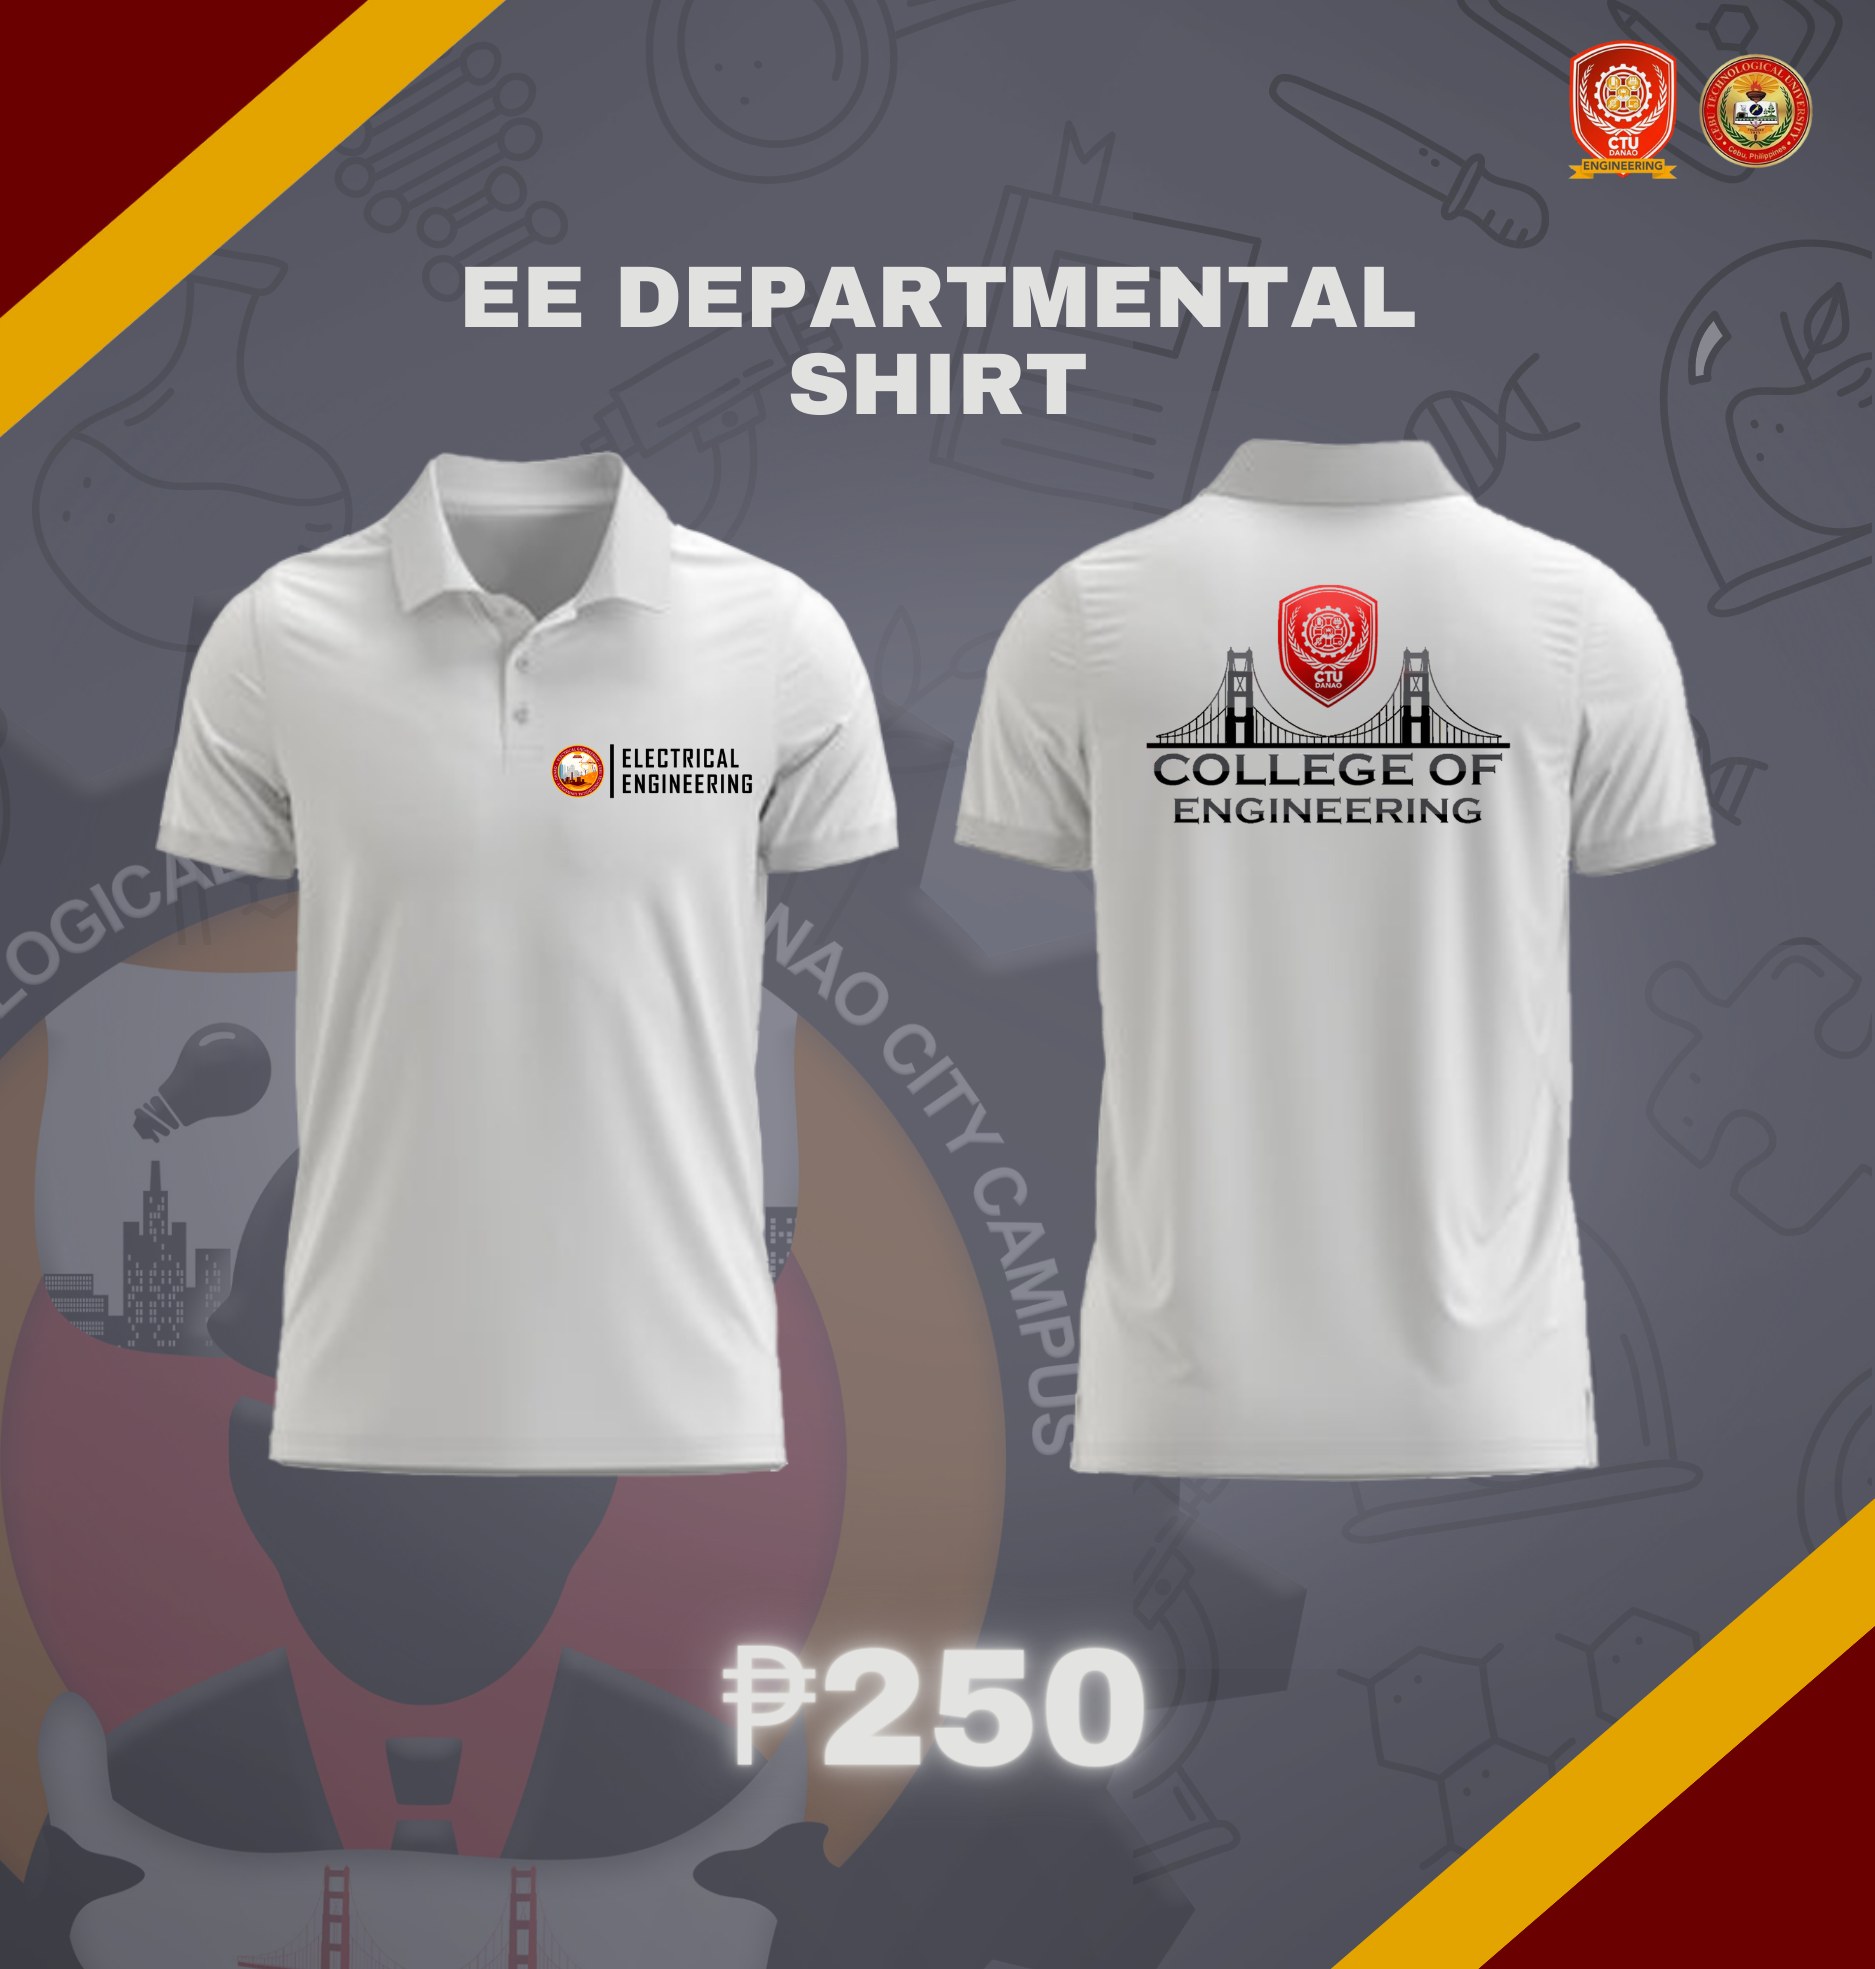 CTU
DANAO
ENGINEERING
CEBU TECHNOLOGICAL UNIVERSITY
Cebu, Philippines
EE DEPARTMENTAL
SHIRT
ELECTRICAL
ENGINEERING
CTU
DANAO
COLLEGE OF
ENGINEERING
LOGICAL
NAO CITY CAMPUS
₱250